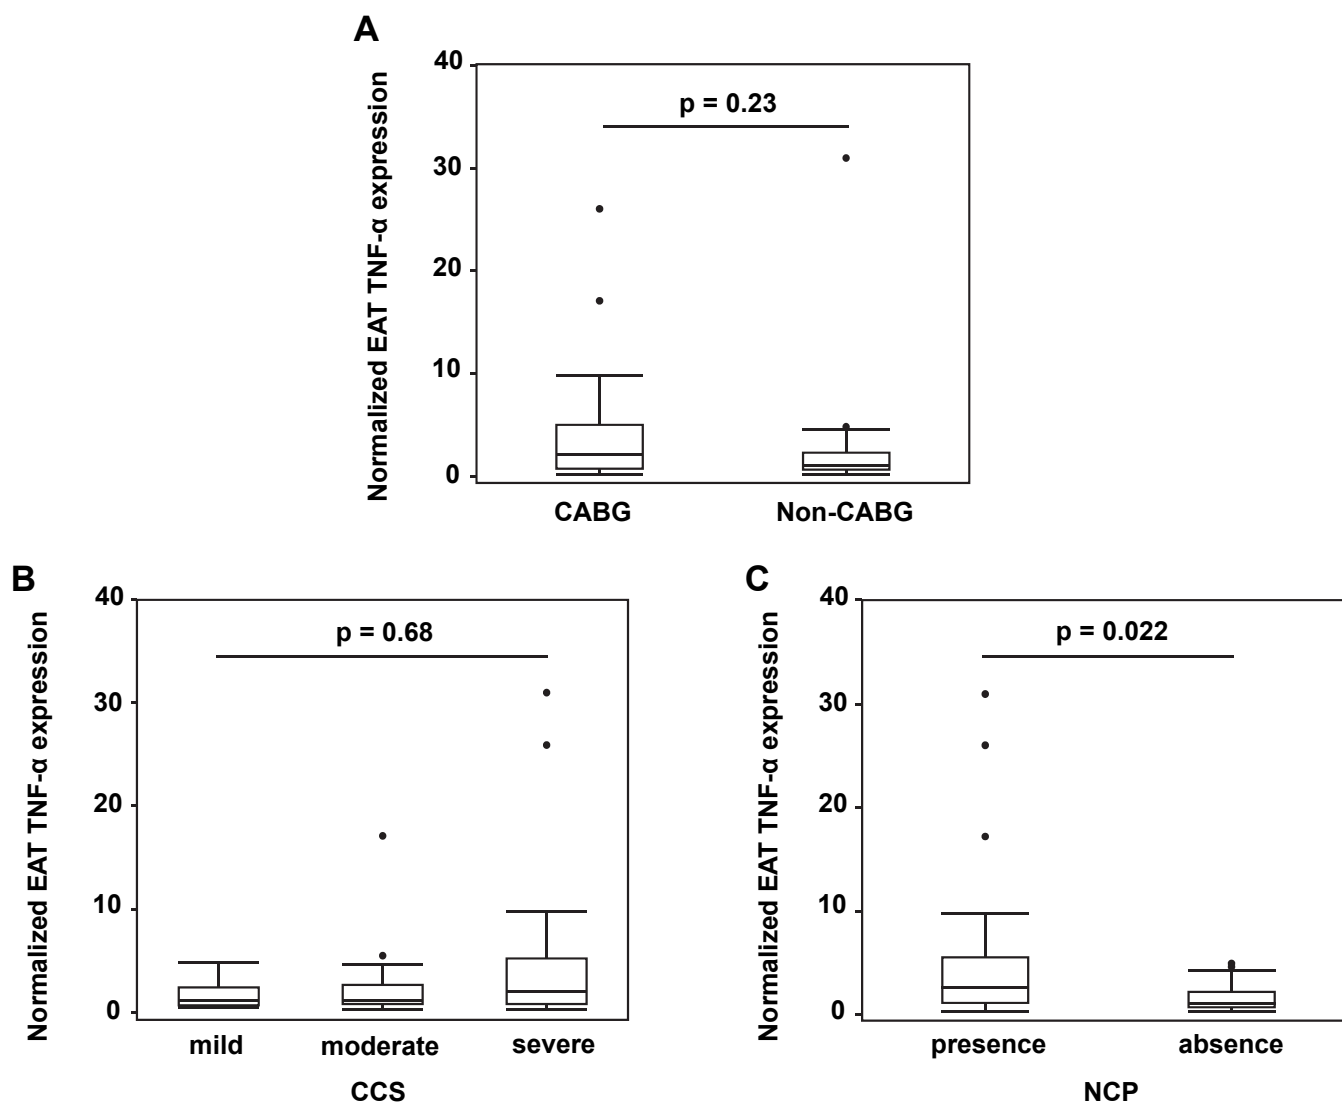 A
Normalized EAT TNF-α expression
40
30
20
10
0
p = 0.23
CABG
Non-CABG
B
Normalized EAT TNF-α expression
40
30
20
10
0
p = 0.68
mild
moderate
severe
CCS
C
Normalized EAT TNF-α expression
40
30
20
10
0
p = 0.022
presence
absence
NCP